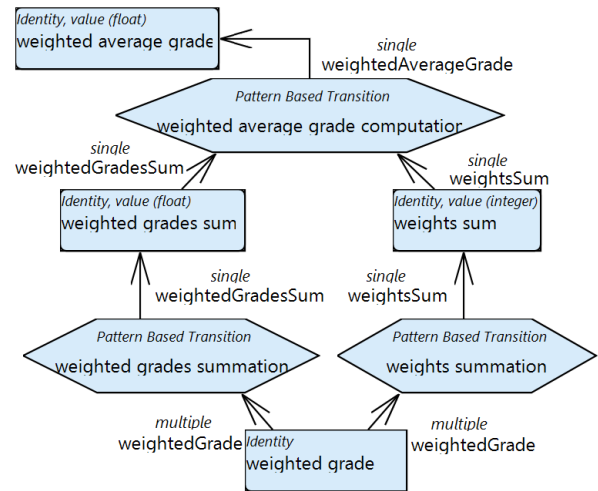 Identity, value (float)
weighted average grade
single
weightedAverageGrade
Pattern Based Transition
weighted average grade computation
single
weightedGradesSum
single
weightsSum
Identity, value (float)
weighted grades sum
Identity, value (integer)
weights sum
single
weightedGradesSum
single
weightsSum
Pattern Based Transition
weighted grades summation
Pattern Based Transition
weights summation
multiple
weightedGrade
multiple
weightedGrade
Identity
weighted grade